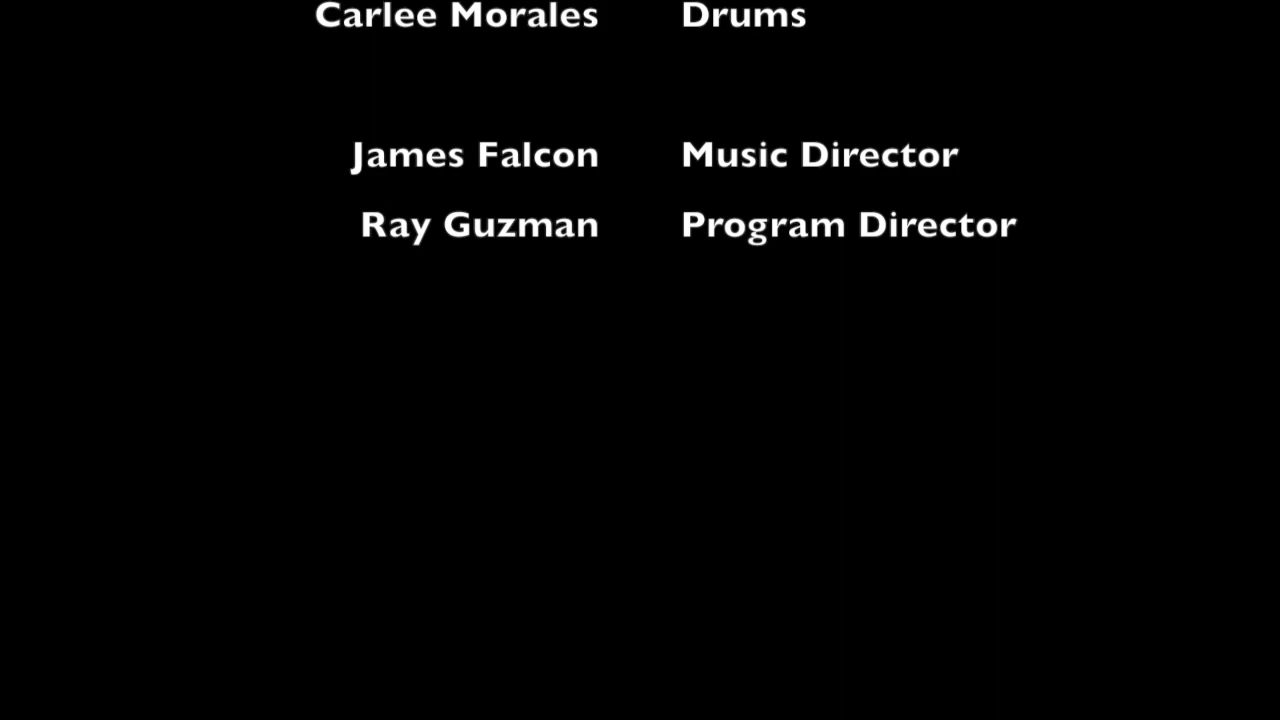 Carlee Morales Drums
James Falcon Music Director
Ray Guzman Program Director